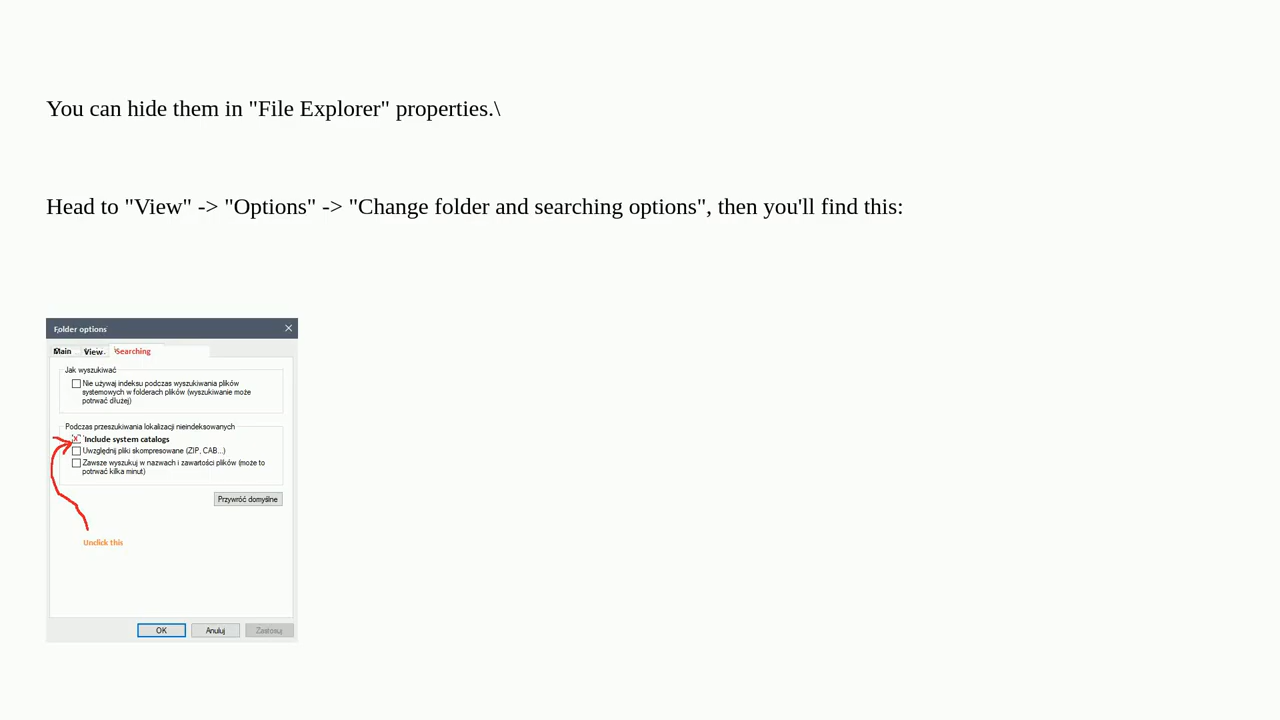 You can hide them in "File Explorer" properties.\
Head to "View" -> "Options" -> "Change folder and searching options", then you'll find this:
Folder options
Main View Searching
Jak wyszukiwać
Nie używaj indeksu podczas wyszukiwania plików
systemowych w folderach plików (wyszukiwanie może
potrwać dłużej)
Podczas przeszukiwania lokalizacji nieindeksowanych
Include system catalogs
Uwzględnij pliki skompresowane (ZIP, CAB...)
Zawsze wyszukuj w nazwach i zawartości plików (może to
potrwać kilka minut)
Przywróć domyślne
Unclick this
OK Anuluj Zastosuj